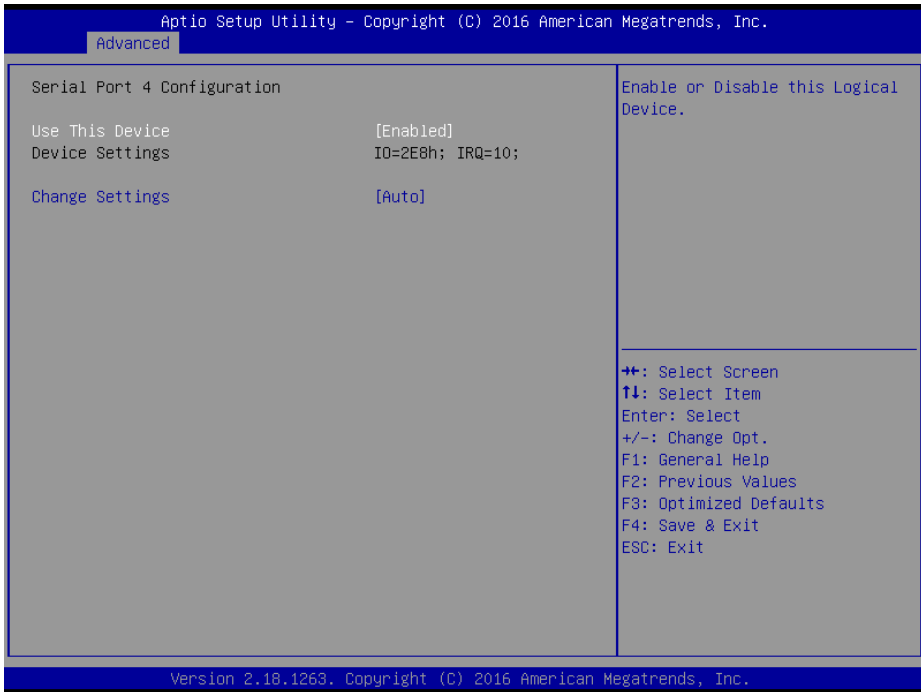 Aptio Setup Utility – Copyright (C) 2016 American Megatrends, Inc.
Advanced
Serial Port 4 Configuration
Use This Device [Enabled]
Device Settings IO=2E8h; IRQ=10;
Change Settings [Auto]
Enable or Disable this Logical
Device.
→←: Select Screen
↑↓: Select Item
Enter: Select
+/-: Change Opt.
F1: General Help
F2: Previous Values
F3: Optimized Defaults
F4: Save & Exit
ESC: Exit
Version 2.18.1263. Copyright (C) 2016 American Megatrends, Inc.